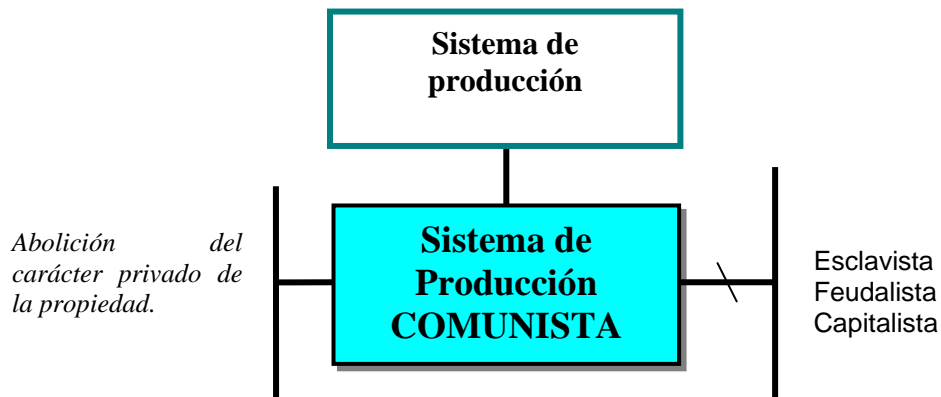 Sistema de
producción
Abolición del
carácter privado de
la propiedad.
Sistema de
Producción
COMUNISTA
Esclavista
Feudalista
Capitalista